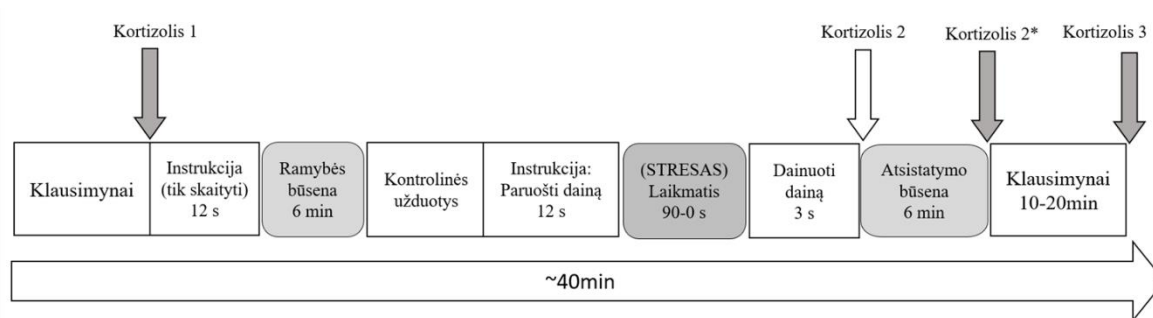 Kortizolis 1
Kortizolis 2
Kortizolis 2*
Kortizolis 3
Klausimynai
Instrukcija
(tik skaityti)
12 s
Ramybės
būsena
6 min
Kontrolinės
užduotys
Instrukcija:
Paruošti dainą
12 s
(STRESAS)
Laikmatis
90-0 s
Dainuoti
dainą
3 s
Atsistatymo
būsena
6 min
Klausimynai
10-20min
~40min